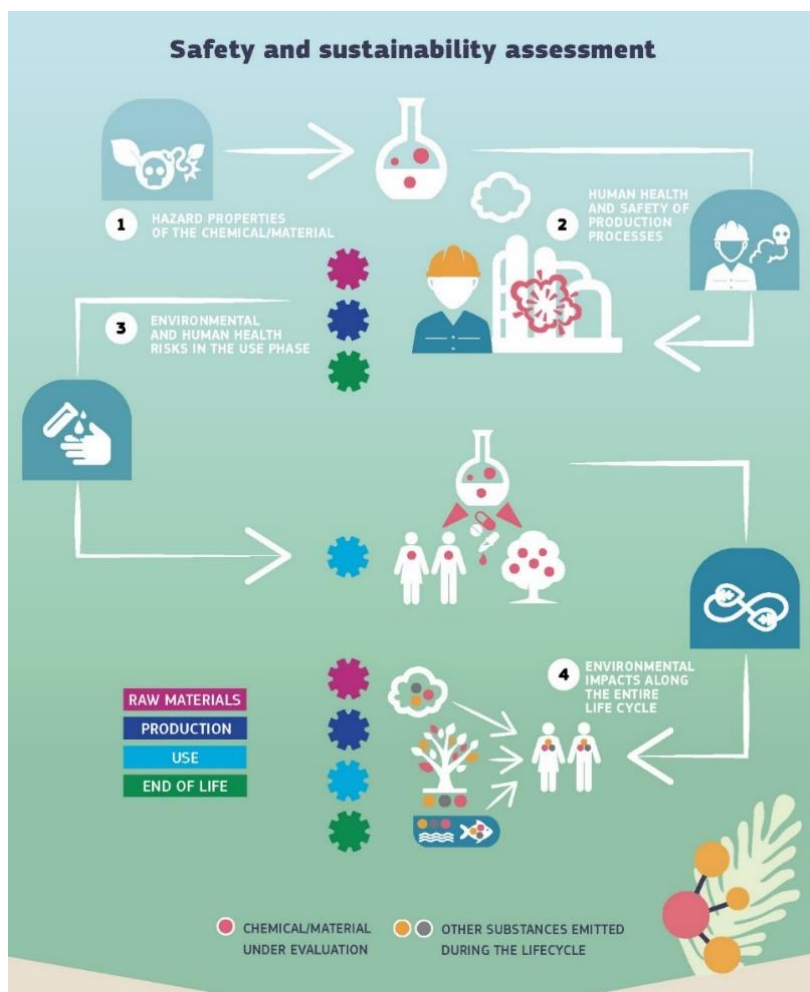 Safety and sustainability assessment
1
HAZARD PROPERTIES
OF THE CHEMICAL/MATERIAL
2
HUMAN HEALTH
AND SAFETY OF
PRODUCTION
PROCESSES
3
ENVIRONMENTAL
AND HUMAN HEALTH
RISKS IN THE USE PHASE
4
ENVIRONMENTAL
IMPACTS ALONG
THE ENTIRE
LIFE CYCLE
RAW MATERIALS
PRODUCTION
USE
END OF LIFE
CHEMICAL/MATERIAL
UNDER EVALUATION
OTHER SUBSTANCES EMITTED
DURING THE LIFECYCLE